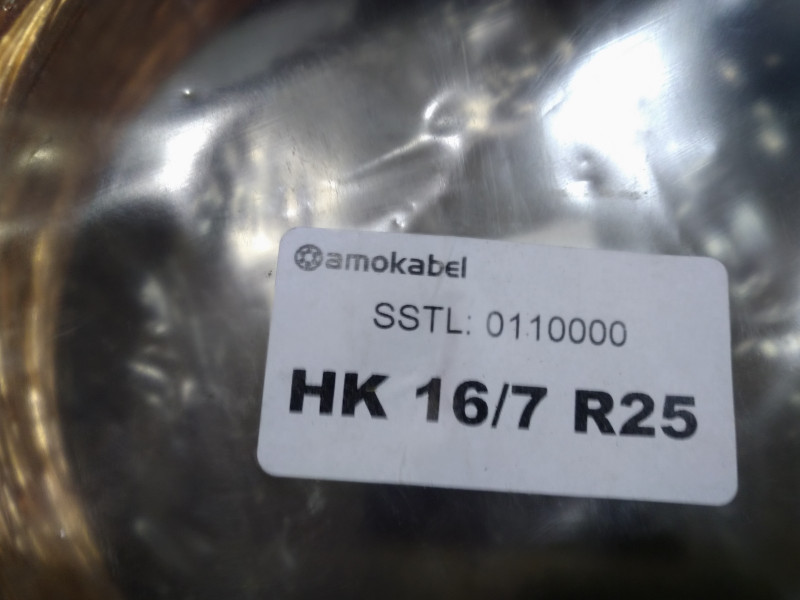 amokabel
SSTL: 0110000
HK 16/7 R25